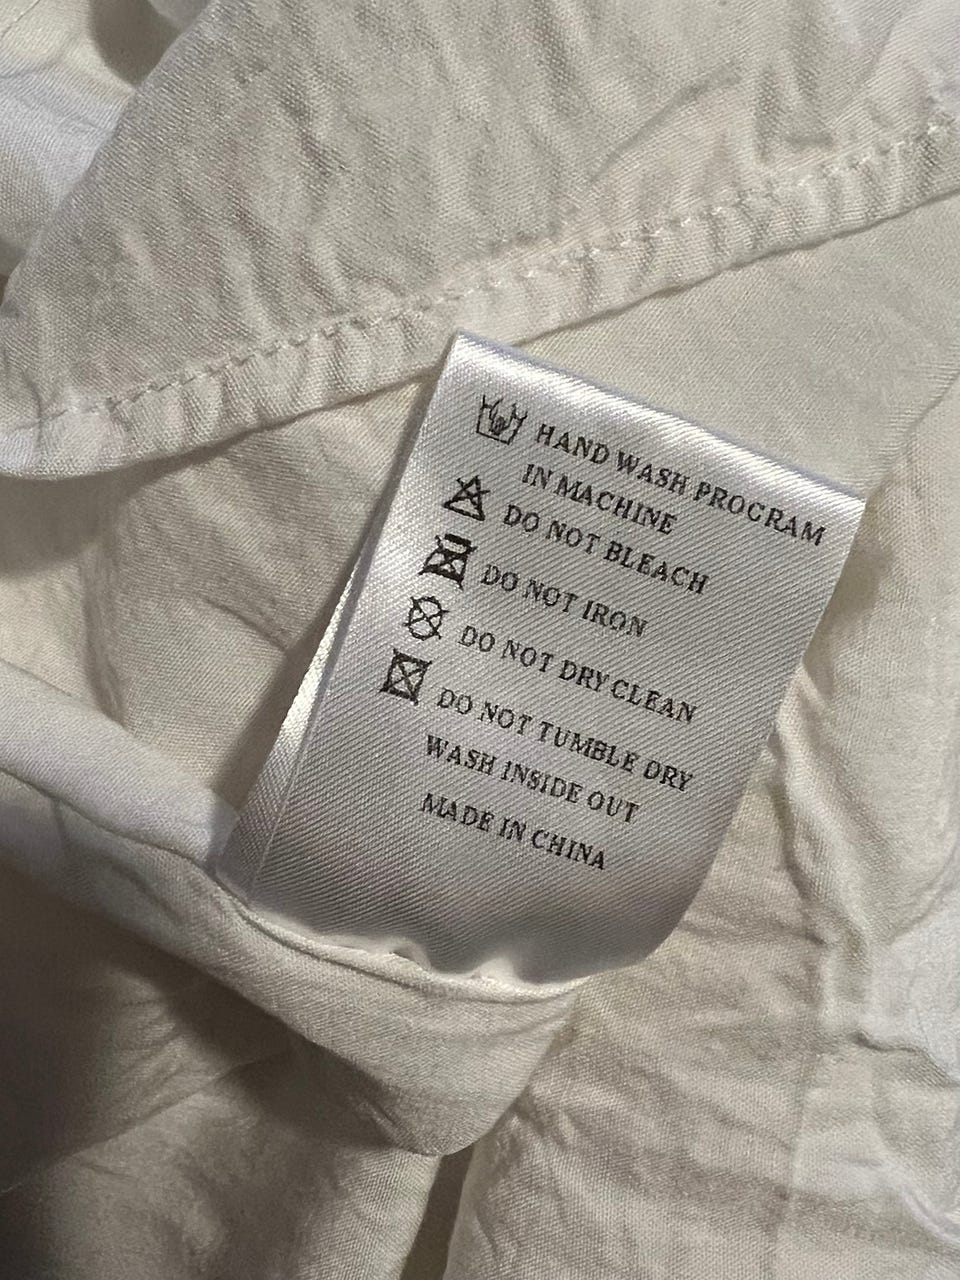 HAND WASH PROGRAM
IN MACHINE
DO NOT BLEACH
DO NOT IRON
DO NOT DRY CLEAN
DO NOT TUMBLE DRY
WASH INSIDE OUT
MADE IN CHINA